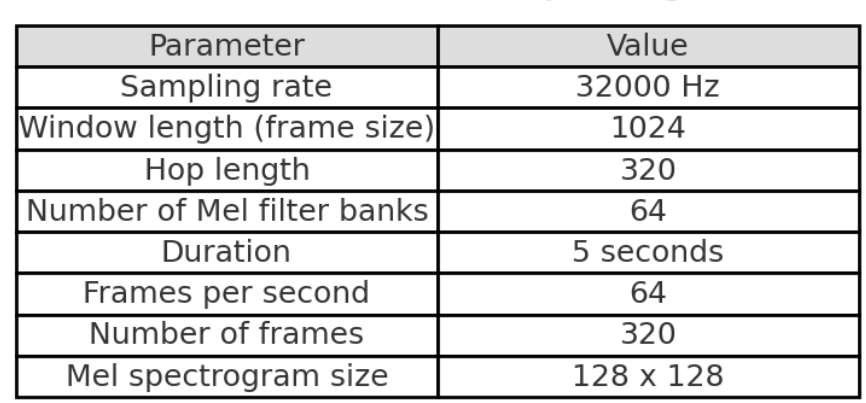 Parameter Value
Sampling rate 32000 Hz
Window length (frame size) 1024
Hop length 320
Number of Mel filter banks 64
Duration 5 seconds
Frames per second 64
Number of frames 320
Mel spectrogram size 128 x 128